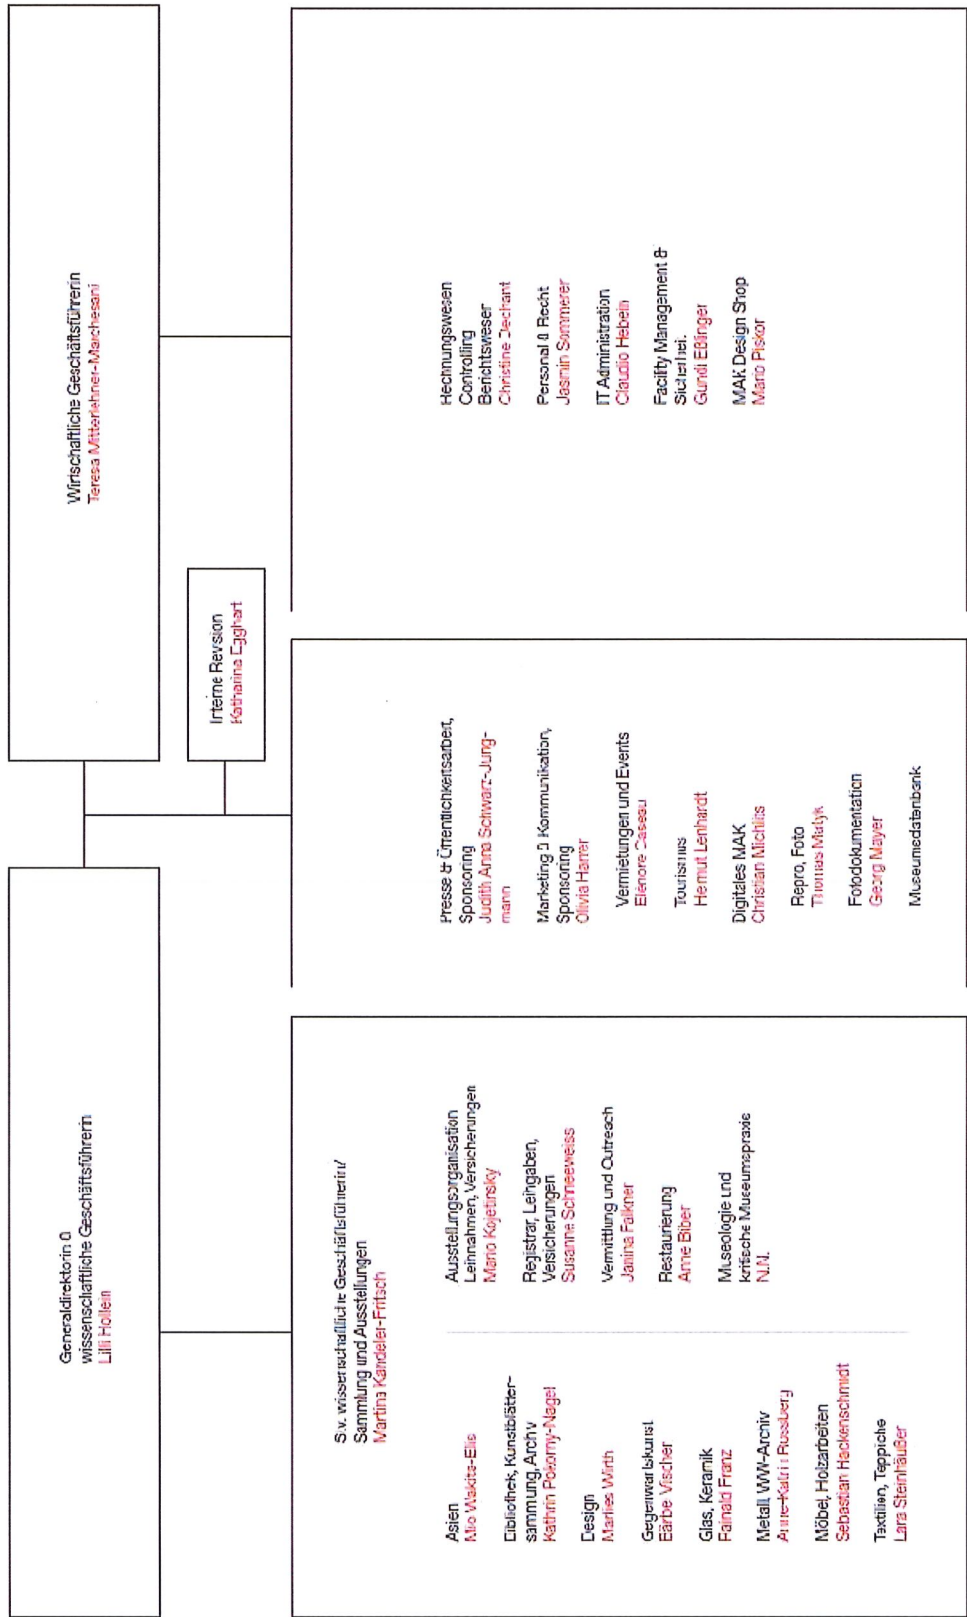 Generaldirektorin &
wissenschaftliche Geschäftsführerin
Lilli Hollein
Wirtschaftliche Geschäftsführerin
Teresa Mitterlehner-Marchesani
Interne Revision
Katharina Egghart
S.v. wissenschaftliche Geschäftsführerin/
Sammlung und Ausstellungen
Martina Kandeler-Fritsch
Asien
Mio Wakita-Elis
Bibliothek, Kunstblätter-
sammung, Archiv
Kathrin Pokorny-Nagel
Design
Marlies Wirth
Gegenwartskunst
Bärbel Vischer
Glas, Keramik
Rainald Franz
Metall, WW-Archiv
Anne-Katrin Rossberg
Möbel, Holzarbeiten
Sebastian Hackenschmidt
Textilien, Teppiche
Lara Steinhäußer
Ausstellungsorganisation
Leihnahmen, Versicherungen
Mario Kojetinsky
Registrar, Leihgaben,
Versicherungen
Susanne Schneeweiss
Vermittlung und Outreach
Janina Falkner
Restaurierung
Anne Biber
Museologie und
kritische Museumspraxie
N.N.
Presse & Öffentlichkeitsarbeit,
Sponsoring
Judith Anna Schwarz-Jung-
mann
Marketing & Kommunikation,
Sponsoring
Olivia Harrer
Vermietungen und Events
Elenore Caseau
Tourismus
Helmut Lenhardt
Digitales MAK
Christian Michlits
Repro, Foto
Thomas Matyk
Fotodokumentation
Georg Mayer
Museumedatenbank
Rechnungswesen
Controlling
Berichtswesen
Christine Dechant
Personal & Recht
Jasmin Sommerer
IT Administration
Claudio Hebein
Facility Management &
Sicherheit
Gundi Eßlinger
MAK Design Shop
Mario Piskor